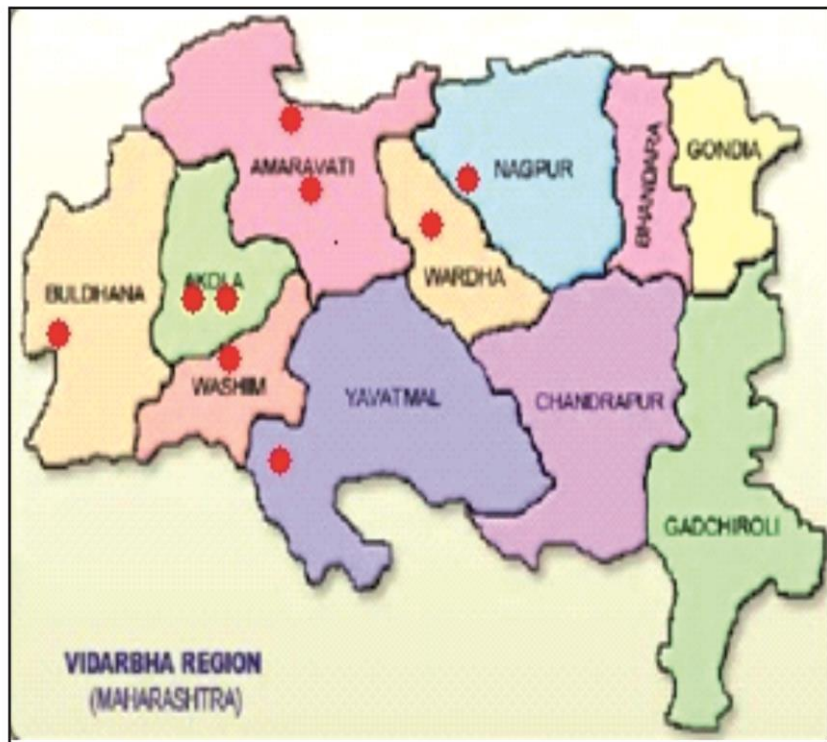 AMARAVATI
NAGPUR
BHANDARA
GONDIA
BULDHANA
AKOLA
WARDHA
WASHIM
YAVATMAL
CHANDRAPUR
GADCHIROLI
VIDARBHA REGION
(MAHARASHTRA)